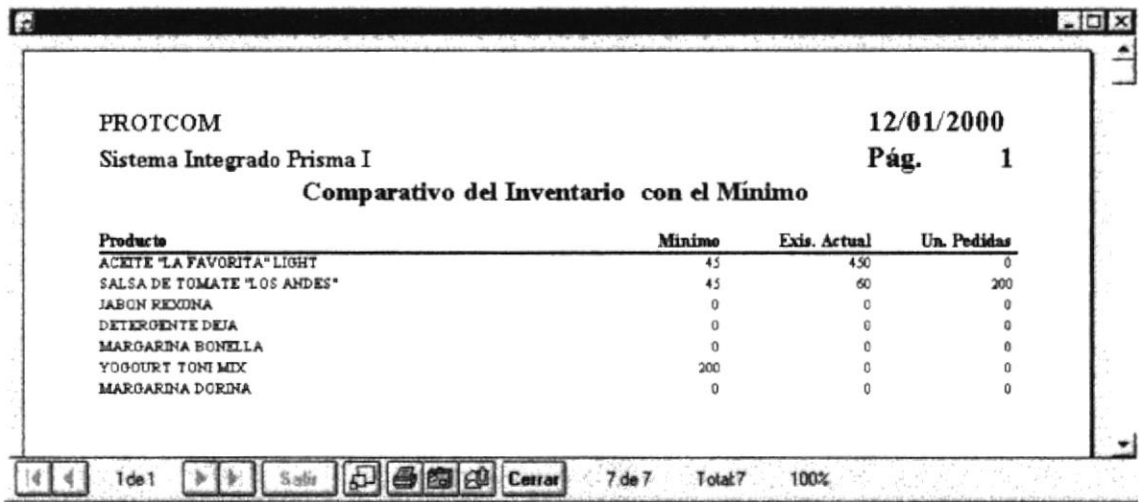 PROTCOM 12/01/2000
Sistema Integrado Prisma I Pág. 1
Comparativo del Inventario con el Mínimo
Producto Mínimo Exis. Actual Un. Pedidas
ACEITE "LA FAVORITA" LIGHT 45 450 0
SALSA DE TOMATE "LOS ANDES" 45 60 200
JABON REXONA 0 0 0
DETERGENTE DEJA 0 0 0
MARGARINA BONELLA 0 0 0
YOGOURT TONI MIX 200 0 0
MARGARINA DORINA 0 0 0
1 de 1 Salir Cerrar 7 de 7 Total:7 100%